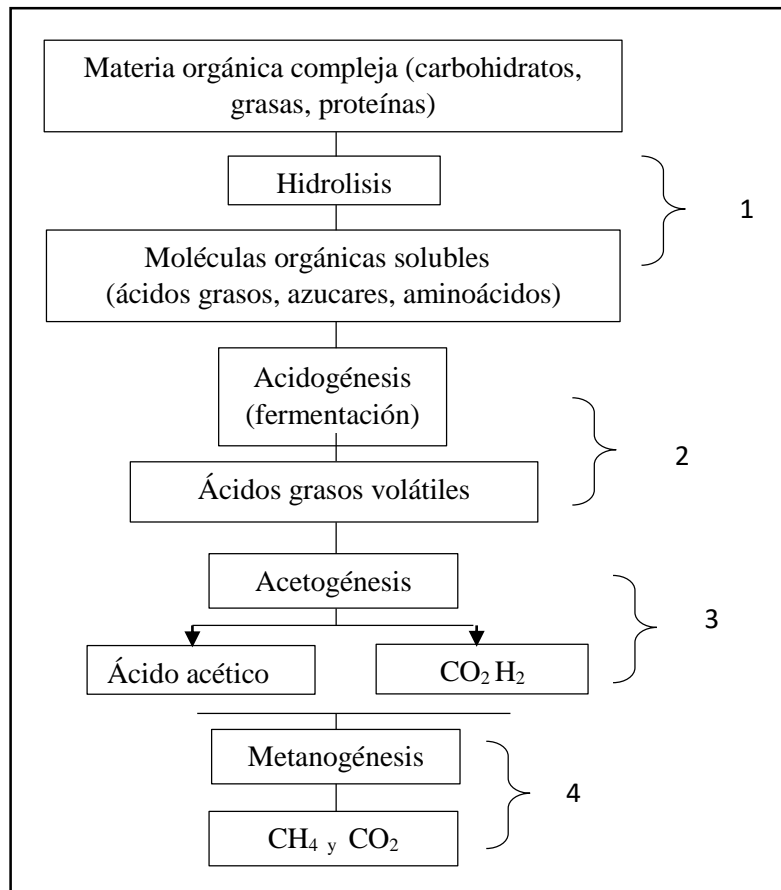 Materia orgánica compleja (carbohidratos,
grasas, proteínas)
Hidrolisis
1
Moléculas orgánicas solubles
(ácidos grasos, azucares, aminoácidos)
Acidogénesis
(fermentación)
2
Ácidos grasos volátiles
Acetogénesis
3
Ácido acético
CO₂ H₂
Metanogénesis
4
CH₄ y CO₂